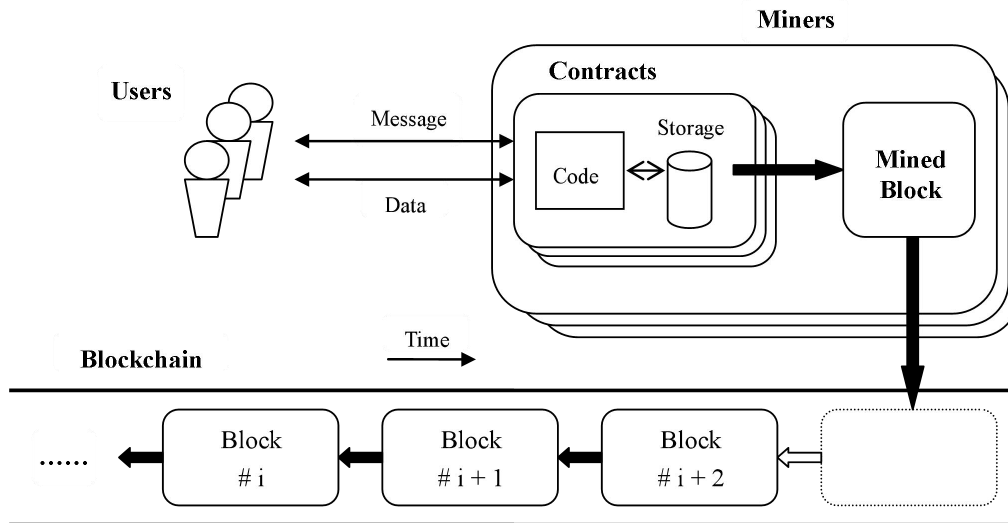 Miners
Contracts
Users
Message
Storage
Code
Mined
Block
Data
Time
Blockchain
......
Block
# i
Block
# i + 1
Block
# i + 2